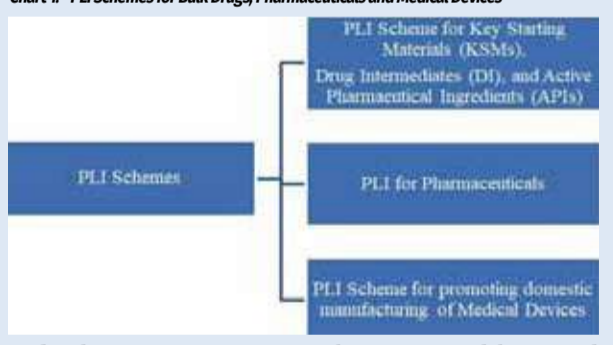 PLI Schemes for Bulk Drugs, Pharmaceuticals and Medical Devices
PLI Schemes
PLI Scheme for Key Starting
Materials (KSMs),
Drug Intermediates (DI), and Active
Pharmaceutical Ingredients (APIs)
PLI for Pharmaceuticals
PLI Scheme for promoting domestic
manufacturing of Medical Devices